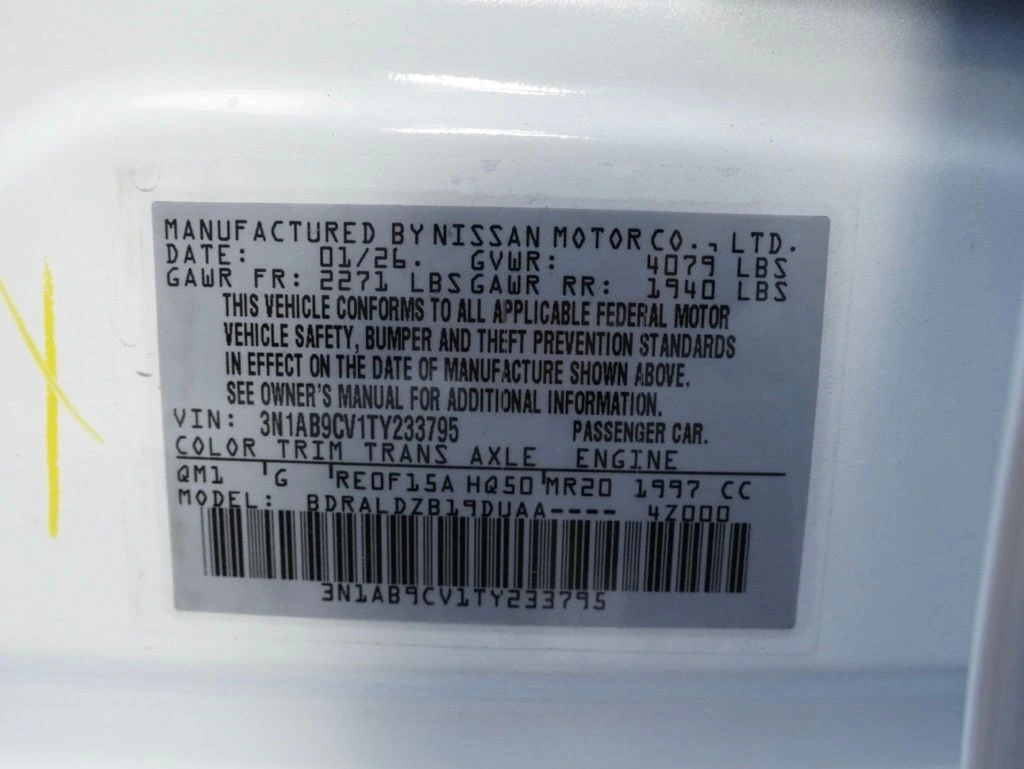 MANUFACTURED BY NISSAN MOTOR CO., LTD.
DATE: 01/26. GVWR: 4079 LBS
GAWR FR: 2271 LBS GAWR RR: 1940 LBS
THIS VEHICLE CONFORMS TO ALL APPLICABLE FEDERAL MOTOR
VEHICLE SAFETY, BUMPER AND THEFT PREVENTION STANDARDS
IN EFFECT ON THE DATE OF MANUFACTURE SHOWN ABOVE.
SEE OWNER'S MANUAL FOR ADDITIONAL INFORMATION.
VIN: 3N1AB9CV1TY233795 PASSENGER CAR.
COLOR TRIM TRANS AXLE ENGINE
QM1 G RE0F15A HQ50 MR20 1997 CC
MODEL: BDRALDZB19DUAA---- 4Z000
3N1AB9CV1TY233795